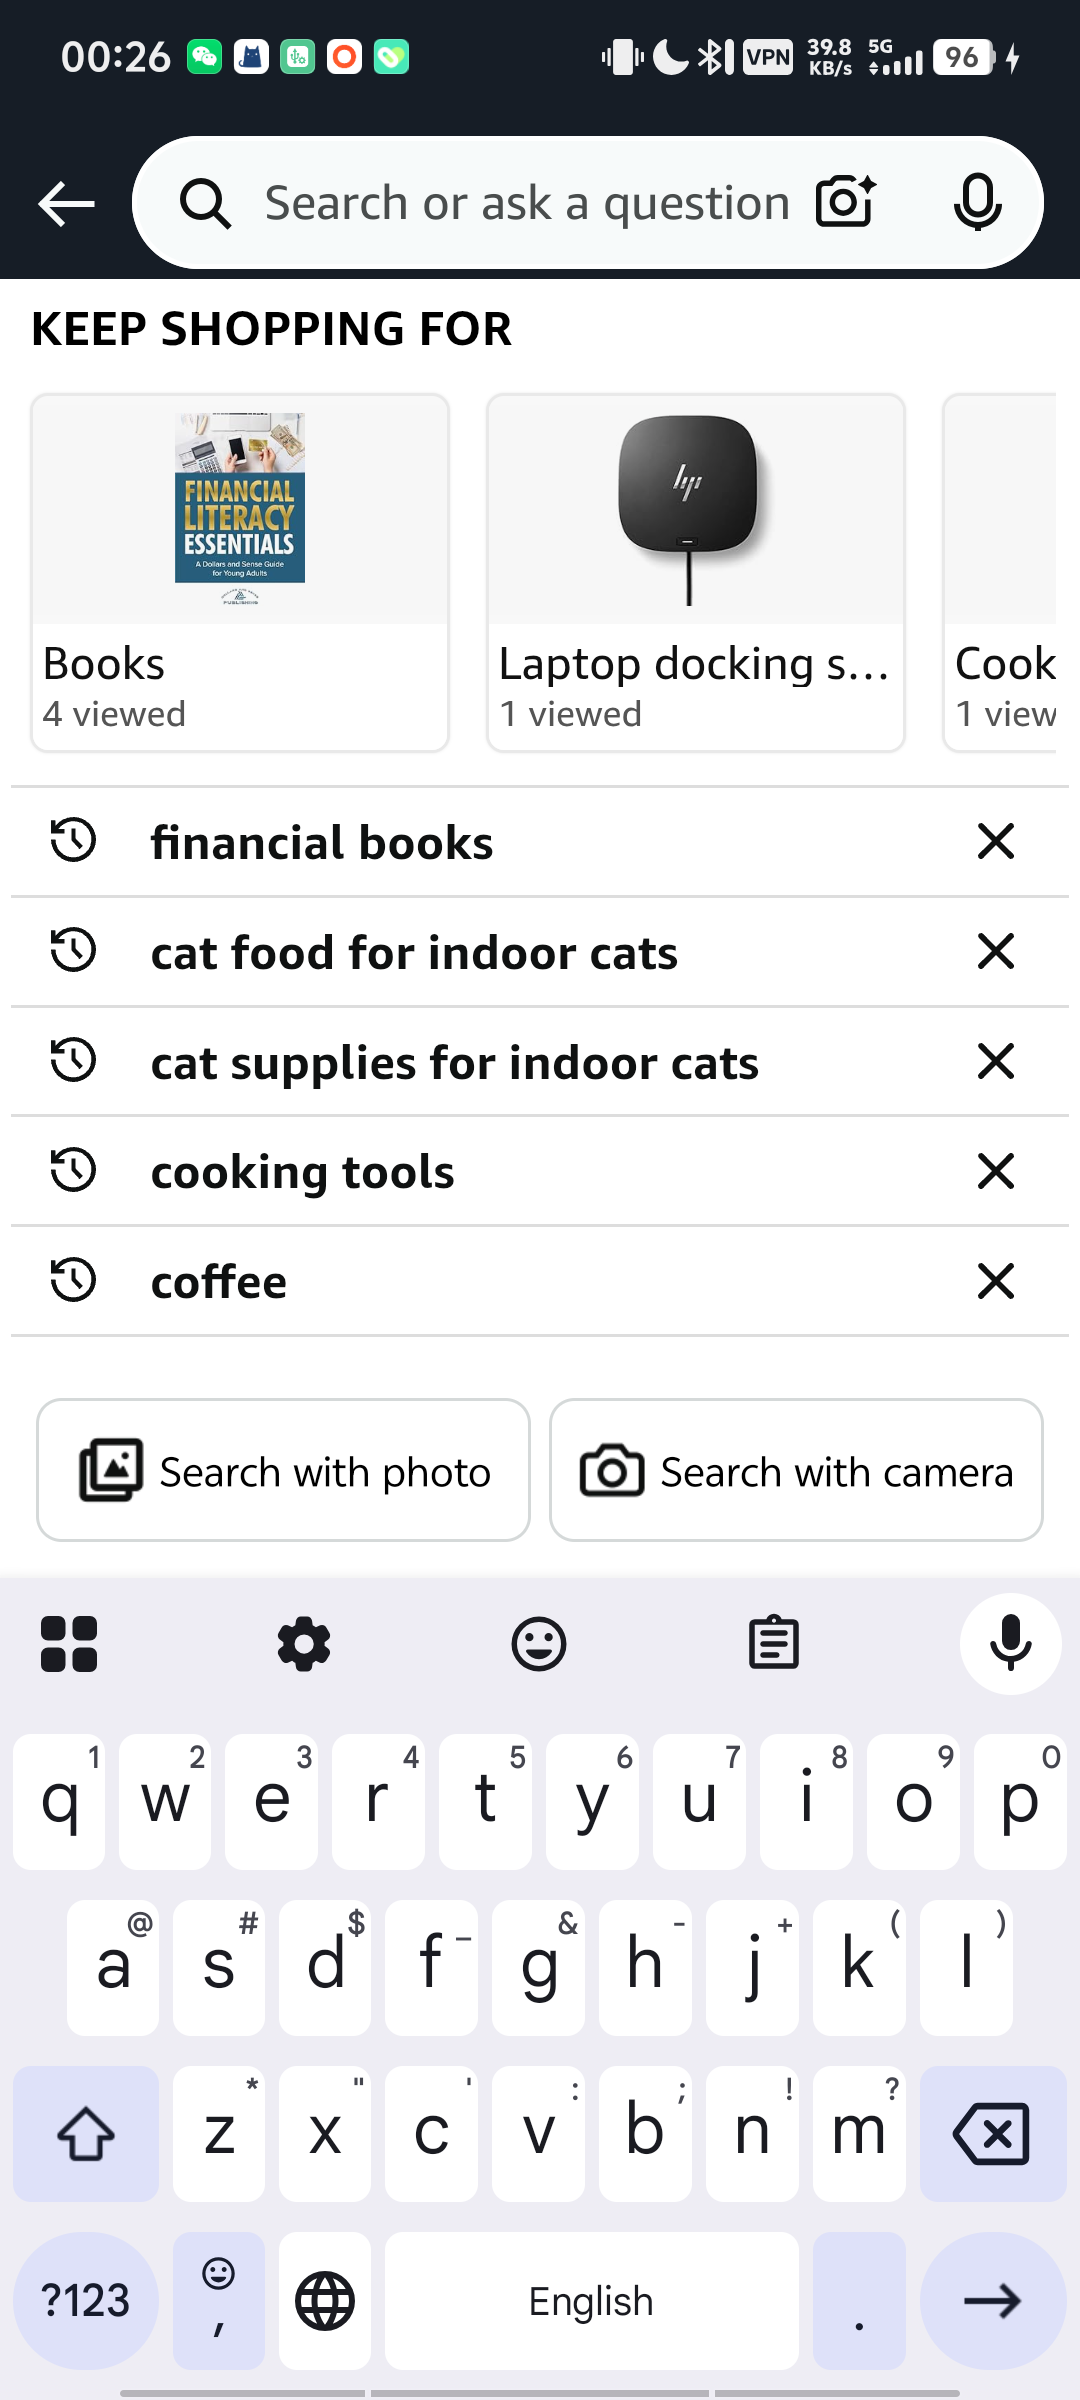 00:26
VPN 39.8 KB/s 5G 96
Search or ask a question
KEEP SHOPPING FOR
FINANCIAL
LITERACY
ESSENTIALS
A Dollars and Sense Guide
for Young Adults
hp
Books
4 viewed
Laptop docking s...
1 viewed
Cook
1 view
financial books
cat food for indoor cats
cat supplies for indoor cats
cooking tools
coffee
Search with photo
Search with camera
1 2 3 4 5 6 7 8 9 0
q w e r t y u i o p
@ # $ _ & - + ( )
a s d f g h j k l
* " ' : ; ! ?
z x c v b n m
?123 , English .